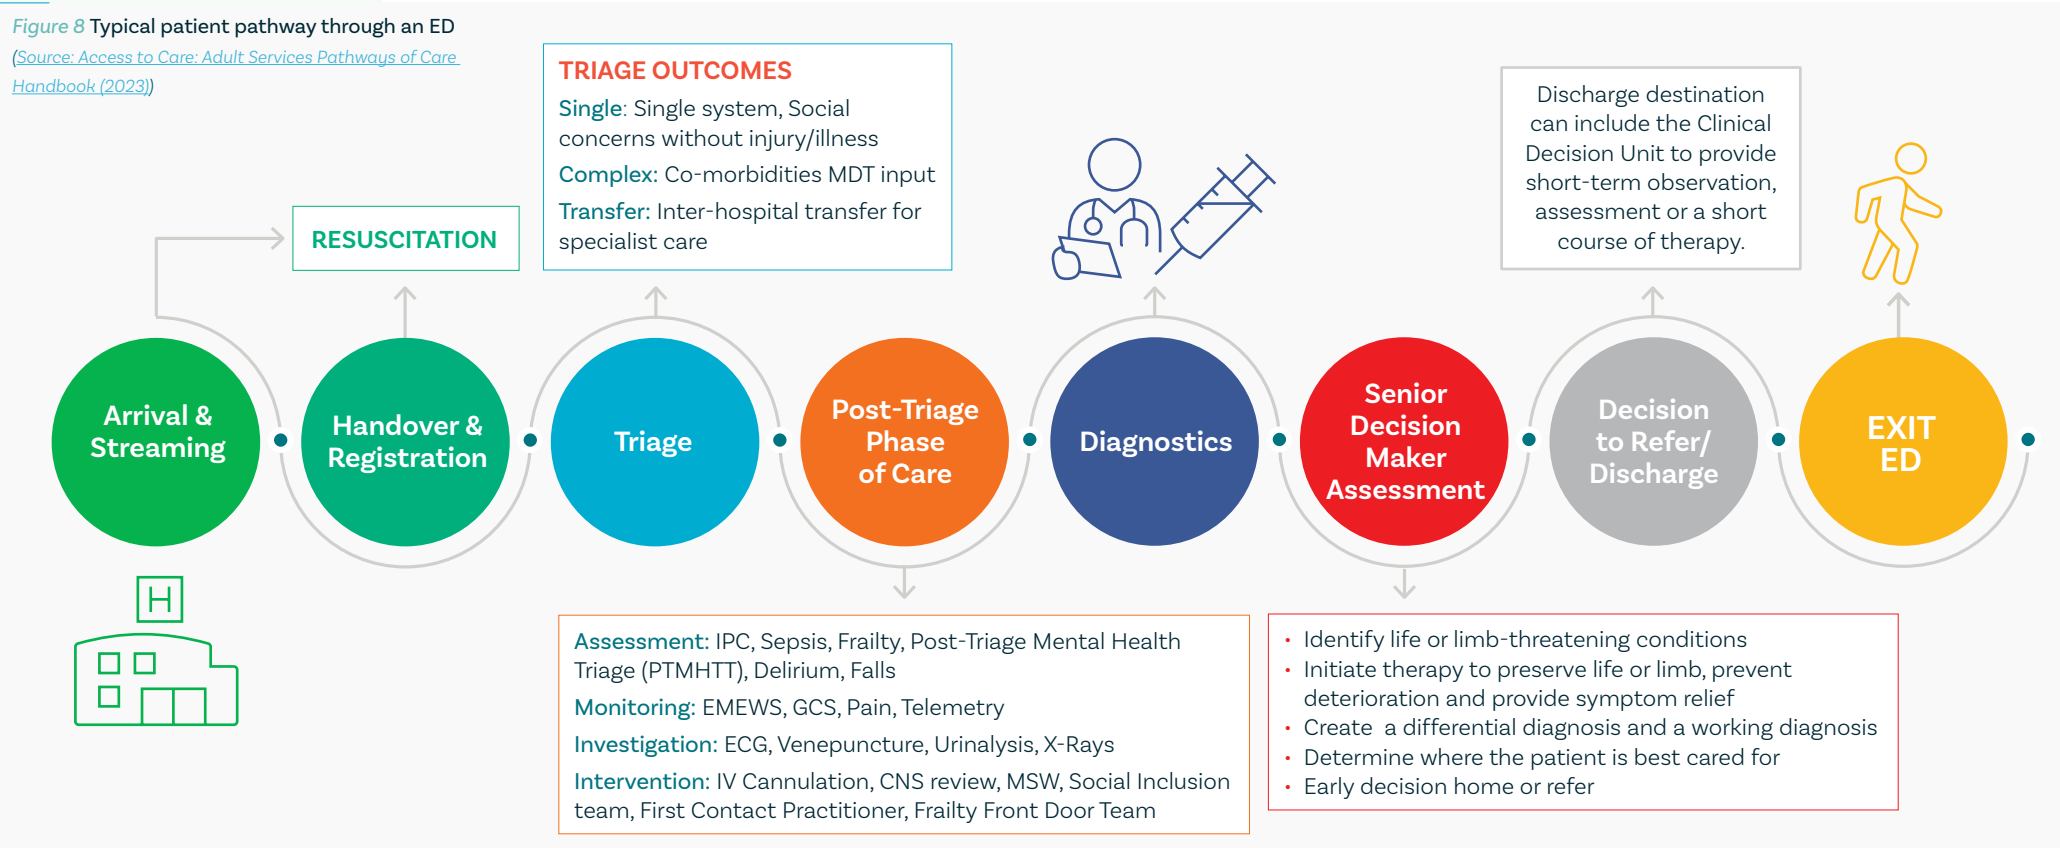 Figure 8 Typical patient pathway through an ED
(Source: Access to Care: Adult Services Pathways of Care
Handbook (2023))
RESUSCITATION
TRIAGE OUTCOMES
Single: Single system, Social
concerns without injury/illness
Complex: Co-morbidities MDT input
Transfer: Inter-hospital transfer for
specialist care
Discharge destination
can include the Clinical
Decision Unit to provide
short-term observation,
assessment or a short
course of therapy.
Arrival &
Streaming
Handover &
Registration
Triage
Post-Triage
Phase
of Care
Diagnostics
Senior
Decision
Maker
Assessment
Decision
to Refer/
Discharge
EXIT
ED
H
Assessment: IPC, Sepsis, Frailty, Post-Triage Mental Health
Triage (PTMHTT), Delirium, Falls
Monitoring: EMEWS, GCS, Pain, Telemetry
Investigation: ECG, Venepuncture, Urinalysis, X-Rays
Intervention: IV Cannulation, CNS review, MSW, Social Inclusion
team, First Contact Practitioner, Frailty Front Door Team
• Identify life or limb-threatening conditions
• Initiate therapy to preserve life or limb, prevent
deterioration and provide symptom relief
• Create a differential diagnosis and a working diagnosis
• Determine where the patient is best cared for
• Early decision home or refer